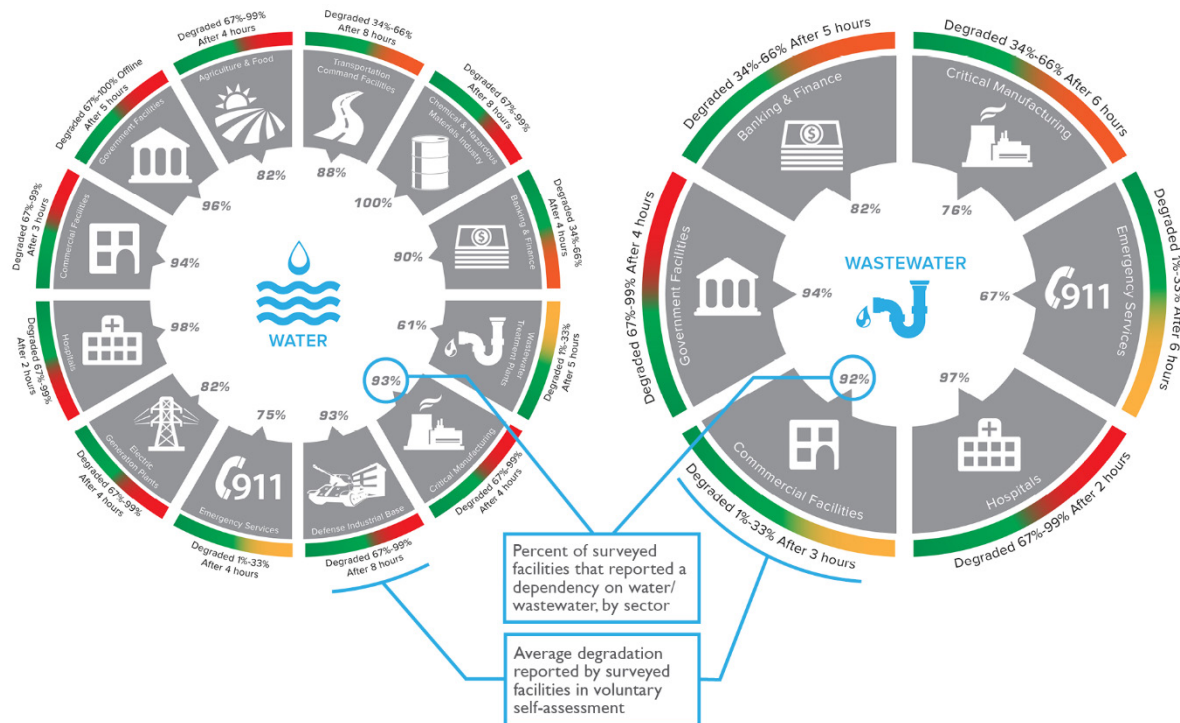 Degraded 67%-99%
After 4 hours
Agriculture & Food
82%
Degraded 34%-66%
After 8 hours
Transportation
Command Facilities
88%
Degraded 67%-99%
After 8 hours
Chemical & Hazardous
Materials Industry
100%
Degraded 34%-66%
After 4 hours
Banking & Finance
90%
Degraded 1%-33%
After 5 hours
Wastewater
Treatment Plants
61%
Degraded 67%-99%
After 4 hours
Critical Manufacturing
93%
Degraded 67%-99%
After 8 hours
Defense Industrial Base
93%
Degraded 1%-33%
After 4 hours
Emergency Services
911
75%
Degraded 67%-99%
After 4 hours
Electric
Generation Plants
82%
Degraded 67%-99%
After 2 hours
Hospitals
98%
Degraded 67%-99%
After 3 hours
Commercial Facilities
94%
Degraded 67%-100% Offline
After 5 hours
Government Facilities
96%
WATER
Degraded 34%-66% After 5 hours
Banking & Finance
82%
Degraded 34%-66% After 6 hours
Critical Manufacturing
76%
Degraded 1%-33% After 6 hours
Emergency Services
911
67%
Degraded 67%-99% After 2 hours
Hospitals
97%
Degraded 1%-33% After 3 hours
Commmercial Facilities
92%
Degraded 67%-99% After 4 hours
Government Facilities
94%
WASTEWATER
Percent of surveyed
facilities that reported a
dependency on water/
wastewater, by sector
Average degradation
reported by surveyed
facilities in voluntary
self-assessment